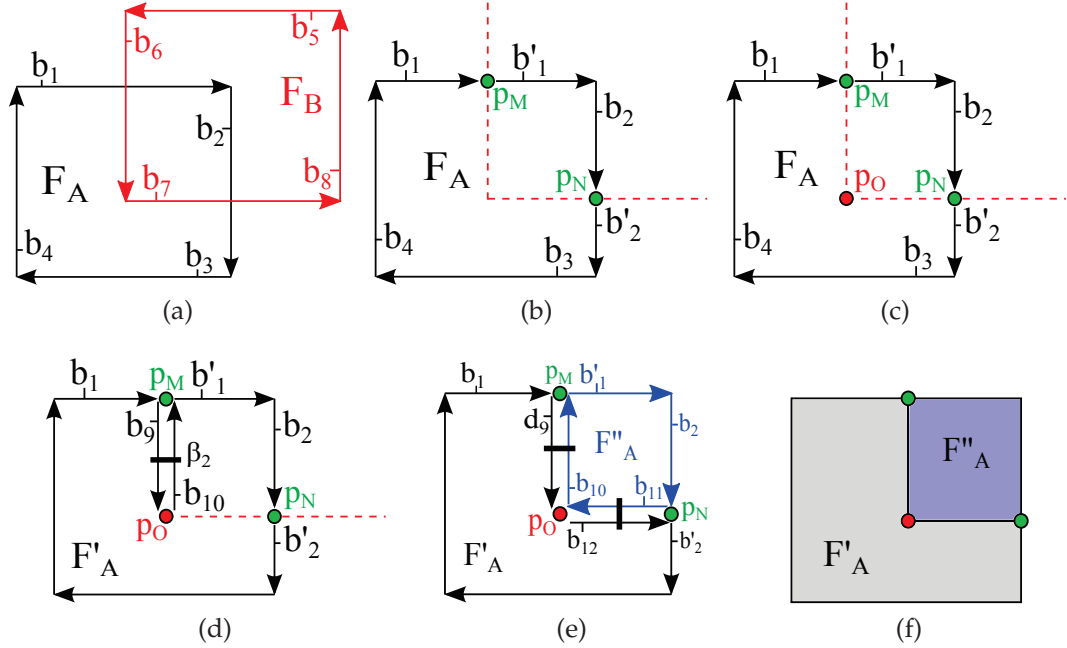 b6
b5
b1
FB
b2
FA
b7
b8
b4
b3
(a)
b1
b'1
pM
b2
FA
pN
b'2
b4
b3
(b)
b1
b'1
pM
b2
FA
pO
pN
b'2
b4
b3
(c)
b1
pM
b'1
b9
b2
β2
b10
pN
pO
b'2
F'A
(d)
b1
pM
b'1
d9
b2
F"A
b10
b11
pO
pN
b12
b'2
F'A
(e)
F"A
F'A
(f)